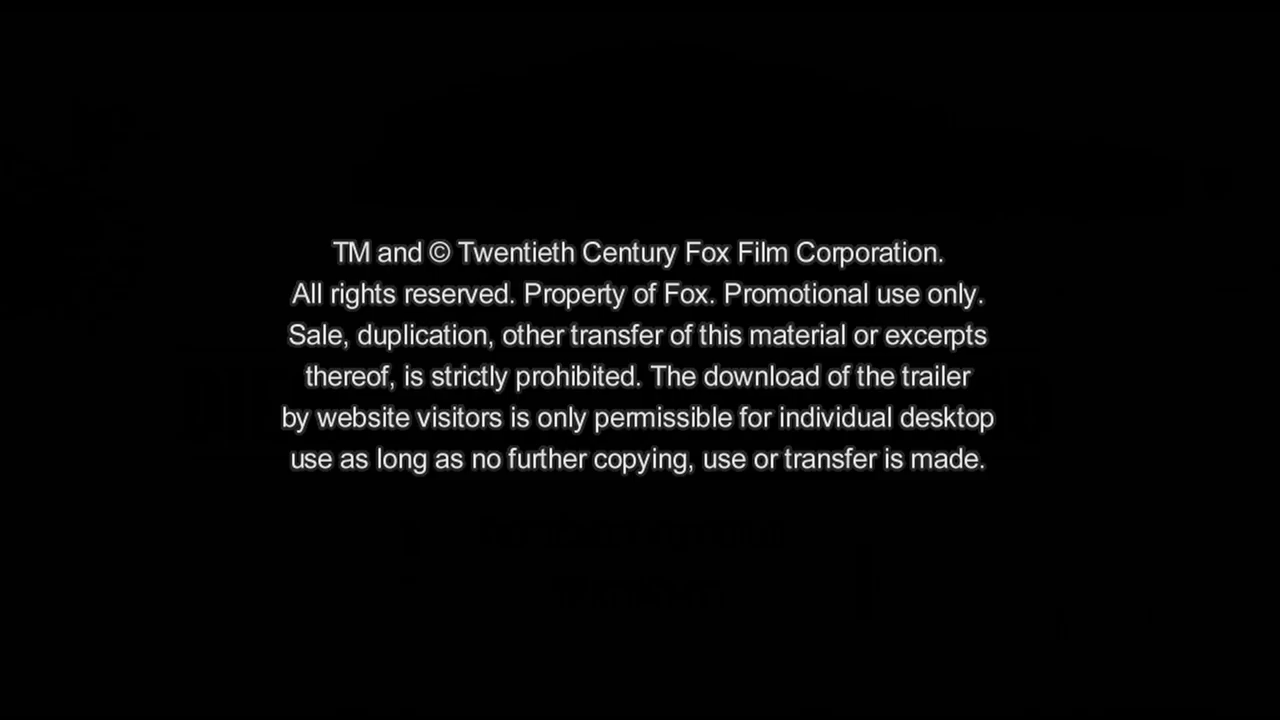 TM and © Twentieth Century Fox Film Corporation.
All rights reserved. Property of Fox. Promotional use only.
Sale, duplication, other transfer of this material or excerpts
thereof, is strictly prohibited. The download of the trailer
by website visitors is only permissible for individual desktop
use as long as no further copying, use or transfer is made.